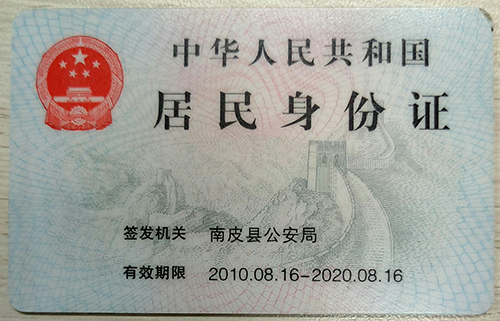 中华人民共和国
居民身份证
签发机关 南皮县公安局
有效期限 2010.08.16-2020.08.16